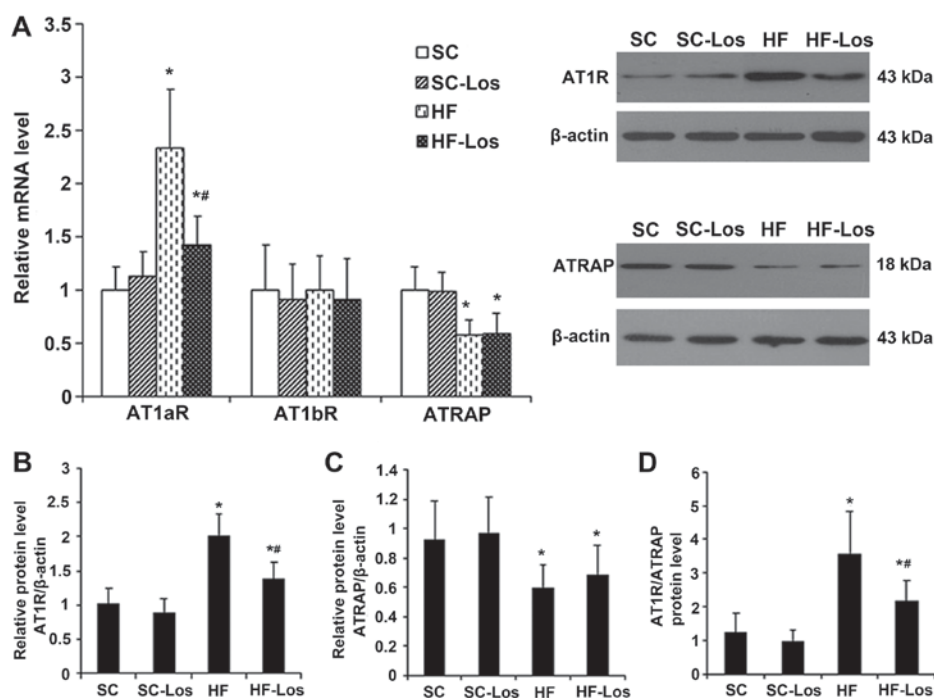 A
Relative mRNA level
3.5
3
2.5
2
1.5
1
0.5
0
*
*#
*
*
AT1aR
AT1bR
ATRAP
SC
SC-Los
HF
HF-Los
SC SC-Los HF HF-Los
AT1R 43 kDa
β-actin 43 kDa
SC SC-Los HF HF-Los
ATRAP 18 kDa
β-actin 43 kDa
B
Relative protein level
AT1R/β-actin
3
2.5
2
1.5
1
0.5
0
*
*#
SC SC-Los HF HF-Los
C
Relative protein level
ATRAP/β-actin
1.4
1.2
1
0.8
0.6
0.4
0.2
0
*
*
SC SC-Los HF HF-Los
D
AT1R/ATRAP
protein level
6
5
4
3
2
1
0
*
*#
SC SC-Los HF HF-Los